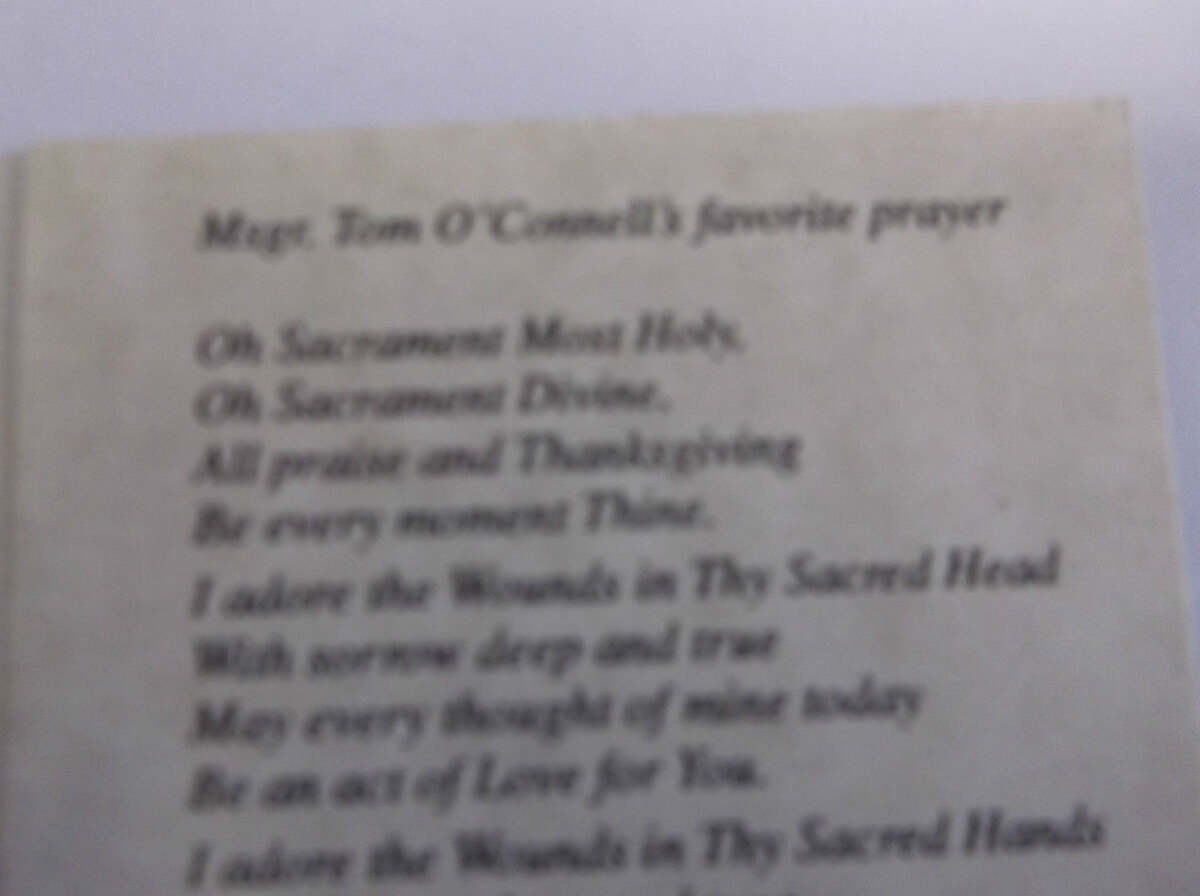 Msgr. Tom O'Connell's favorite prayer
Oh Sacrament Most Holy,
Oh Sacrament Divine,
All praise and Thanksgiving
Be every moment Thine.
I adore the Wounds in Thy Sacred Head
With sorrow deep and true
May every thought of mine today
Be an act of Love for You.
I adore the Wounds in Thy Sacred Hands